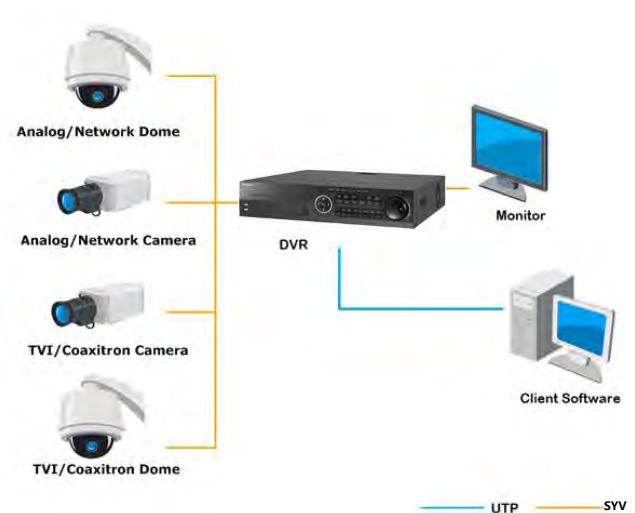 Analog/Network Dome
Analog/Network Camera
DVR
Monitor
TVI/Coaxitron Camera
Client Software
TVI/Coaxitron Dome
UTP
SYV